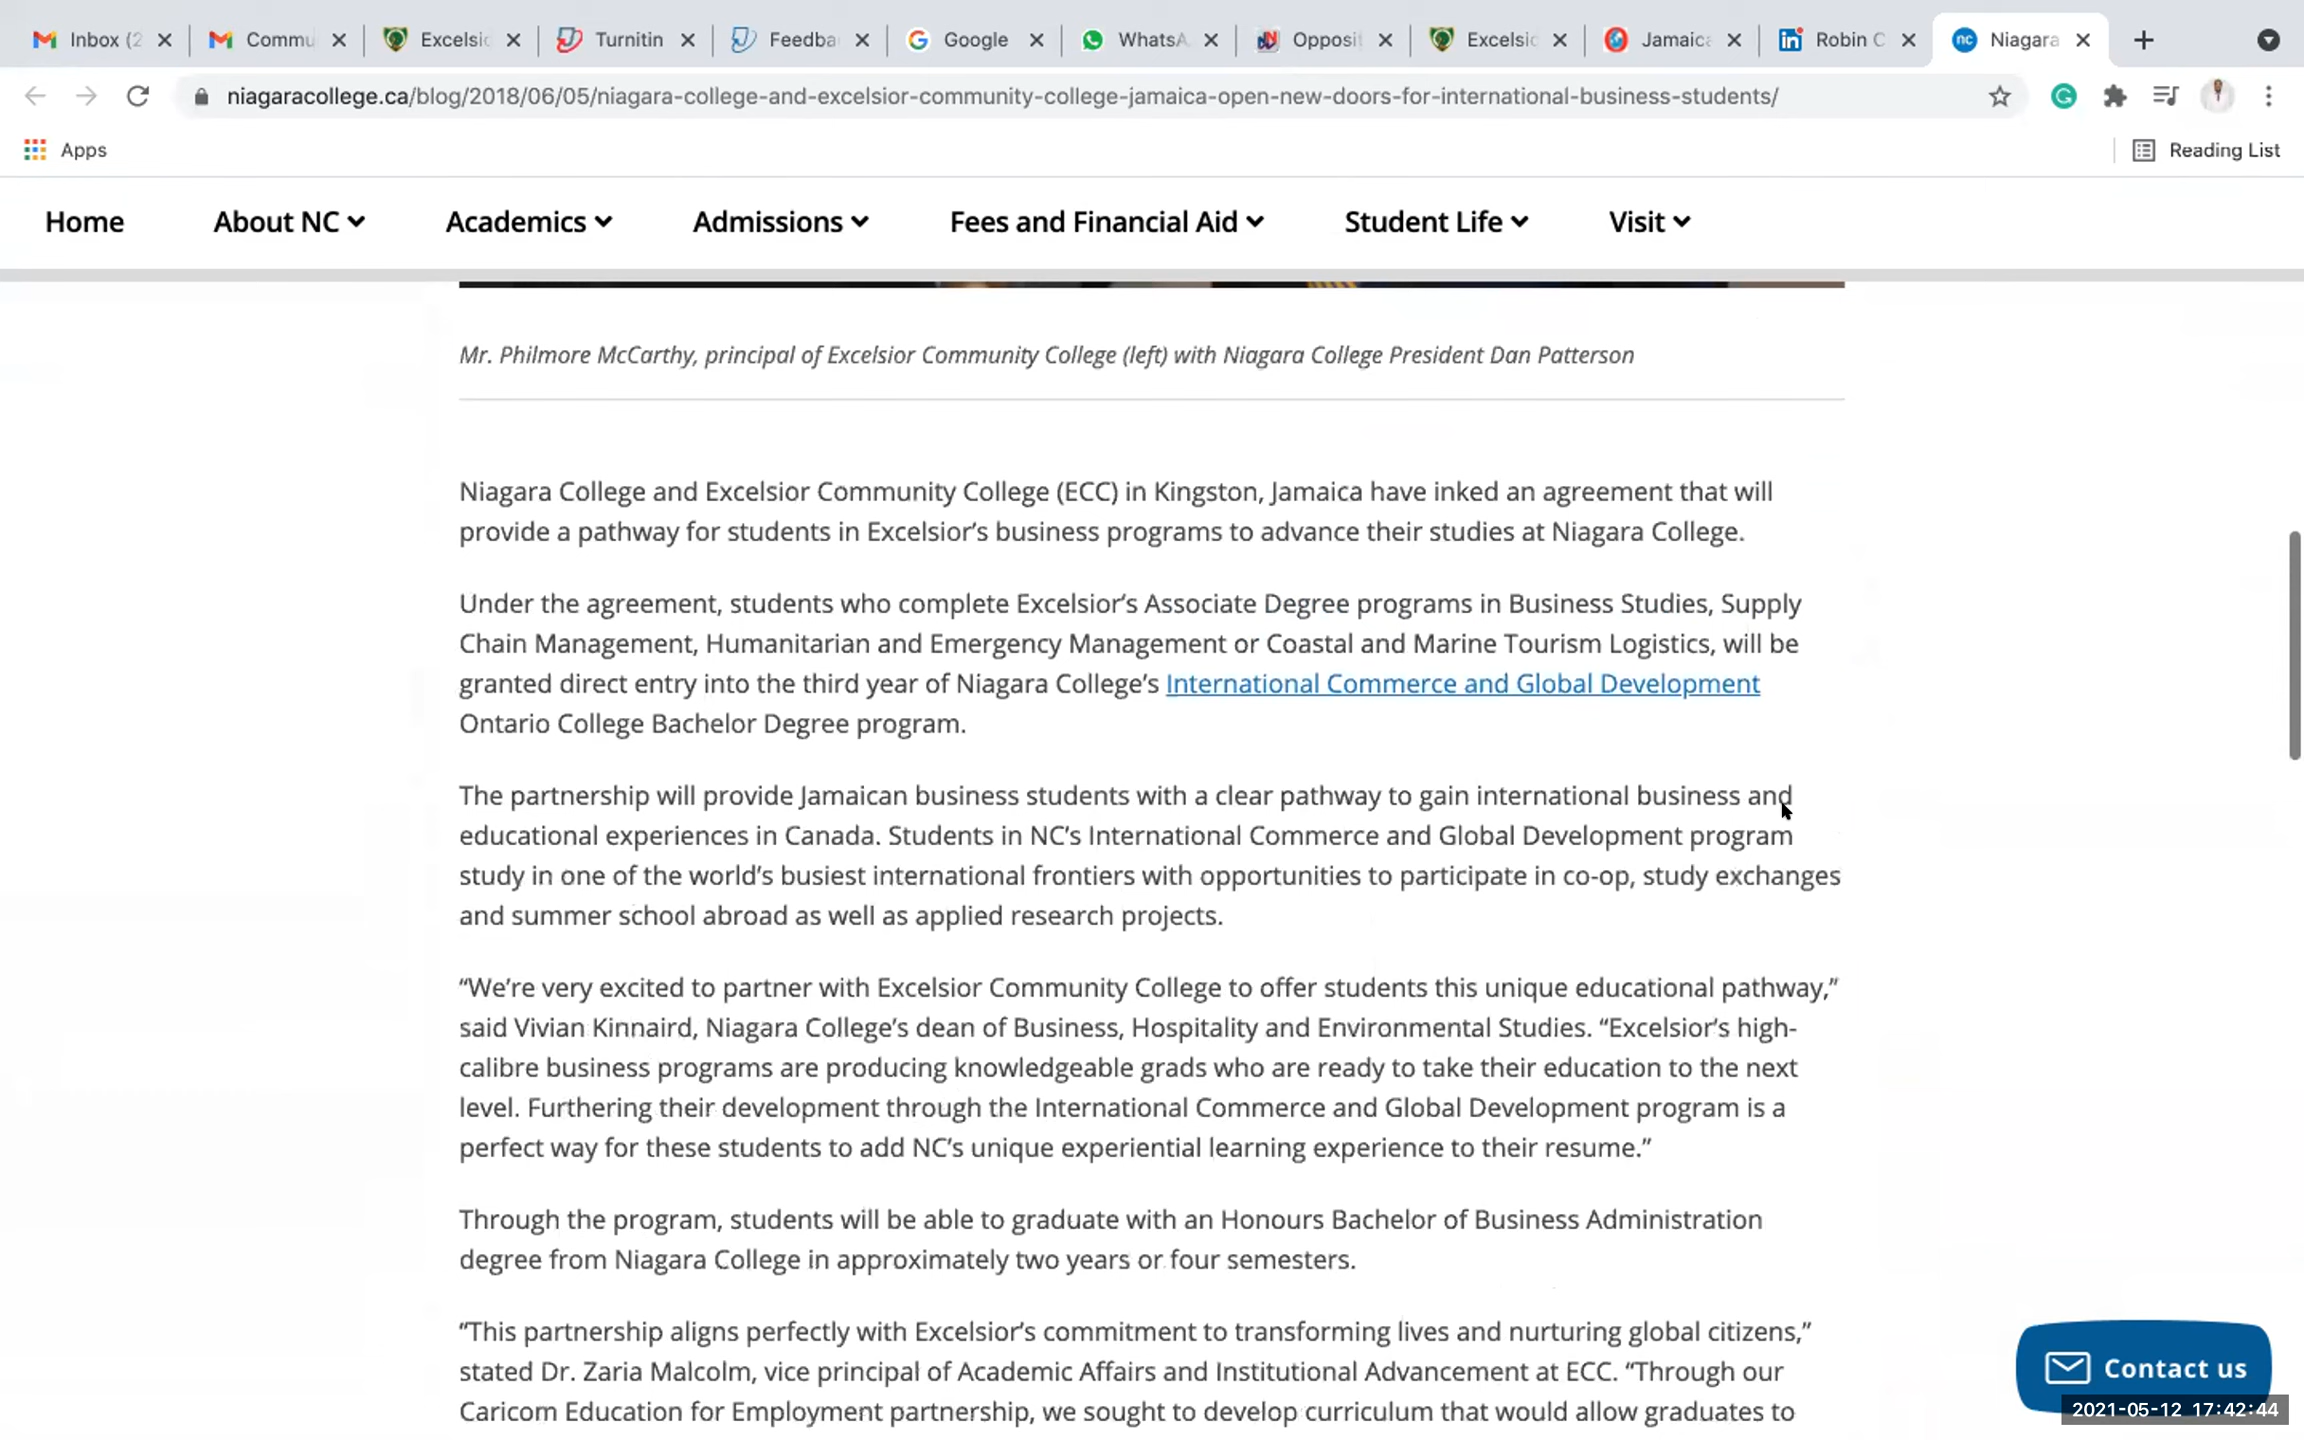 Inbox (2
Commu
Excelsic
Turnitin
Feedba
Google
WhatsA
Opposit
Excelsic
Jamaica
Robin C
Niagara
niagaracollege.ca/blog/2018/06/05/niagara-college-and-excelsior-community-college-jamaica-open-new-doors-for-international-business-students/
Apps
Reading List
Home About NC Academics Admissions Fees and Financial Aid Student Life Visit
Mr. Philmore McCarthy, principal of Excelsior Community College (left) with Niagara College President Dan Patterson
Niagara College and Excelsior Community College (ECC) in Kingston, Jamaica have inked an agreement that will
provide a pathway for students in Excelsior’s business programs to advance their studies at Niagara College.
Under the agreement, students who complete Excelsior’s Associate Degree programs in Business Studies, Supply
Chain Management, Humanitarian and Emergency Management or Coastal and Marine Tourism Logistics, will be
granted direct entry into the third year of Niagara College’s International Commerce and Global Development
Ontario College Bachelor Degree program.
The partnership will provide Jamaican business students with a clear pathway to gain international business and
educational experiences in Canada. Students in NC’s International Commerce and Global Development program
study in one of the world’s busiest international frontiers with opportunities to participate in co-op, study exchanges
and summer school abroad as well as applied research projects.
“We’re very excited to partner with Excelsior Community College to offer students this unique educational pathway,”
said Vivian Kinnaird, Niagara College’s dean of Business, Hospitality and Environmental Studies. “Excelsior’s high-
calibre business programs are producing knowledgeable grads who are ready to take their education to the next
level. Furthering their development through the International Commerce and Global Development program is a
perfect way for these students to add NC’s unique experiential learning experience to their resume.”
Through the program, students will be able to graduate with an Honours Bachelor of Business Administration
degree from Niagara College in approximately two years or four semesters.
“This partnership aligns perfectly with Excelsior’s commitment to transforming lives and nurturing global citizens,”
stated Dr. Zaria Malcolm, vice principal of Academic Affairs and Institutional Advancement at ECC. “Through our
Caricom Education for Employment partnership, we sought to develop curriculum that would allow graduates to
Contact us
2021-05-12 17:42:44